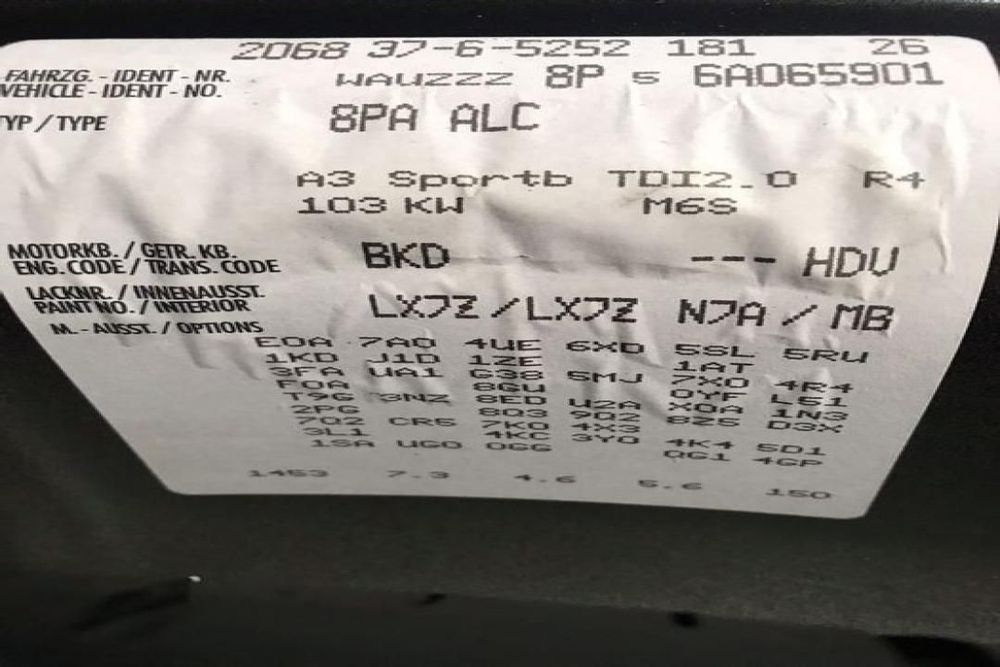 2068 37-6-5252 181 26
FAHRZG. - IDENT - NR.
VEHICLE - IDENT - NO. WAUZZZ 8P 5 6A065901
YP / TYPE 8PA ALC
A3 Sportb TDI2.0 R4
103 KW M6S
MOTORKB. / GETR. KB.
ENG. CODE / TRANS. CODE BKD --- HDV
LACKNR. / INNENAUSST.
PAINT NO. / INTERIOR LX7Z / LX7Z N7A / MB
M. - AUSST. / OPTIONS
E0A 7A0 4UE 6XD 5SL 5RU
1KD J1D 1ZE 1AT
3FA UA1 G38 5MJ 7X0 4R4
F0A 8GU 0YF LS1
T9G 3NZ 8ED U2A X0A 1N3
2PG 8Q3 9Q2 8Z5 D3X
7Q2 CR5 7K0 4X3
3L1 4KC 3Y0 4K4 5D1
1SA UG0 0GG QG1 4GP
1453 7.3 4.6 5.6 150